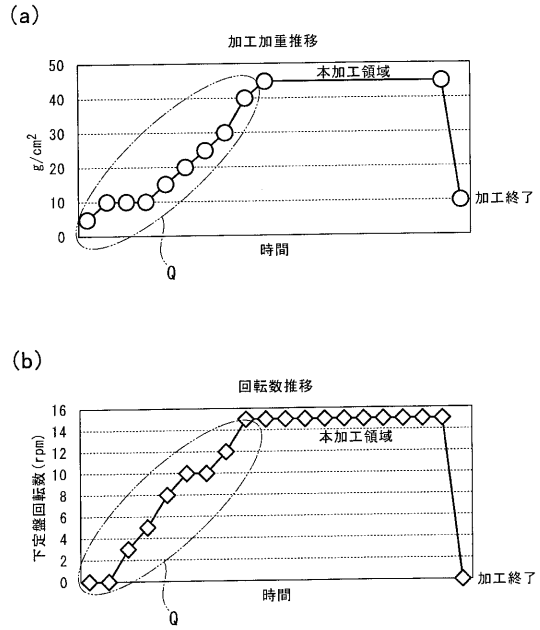 (a)
加工加重推移
50
40
30
20
10
0
g/cm²
本加工領域
加工終了
時間
Q
(b)
回転数推移
16
14
12
10
8
6
4
2
0
下定盤回転数(rpm)
本加工領域
加工終了
時間
Q